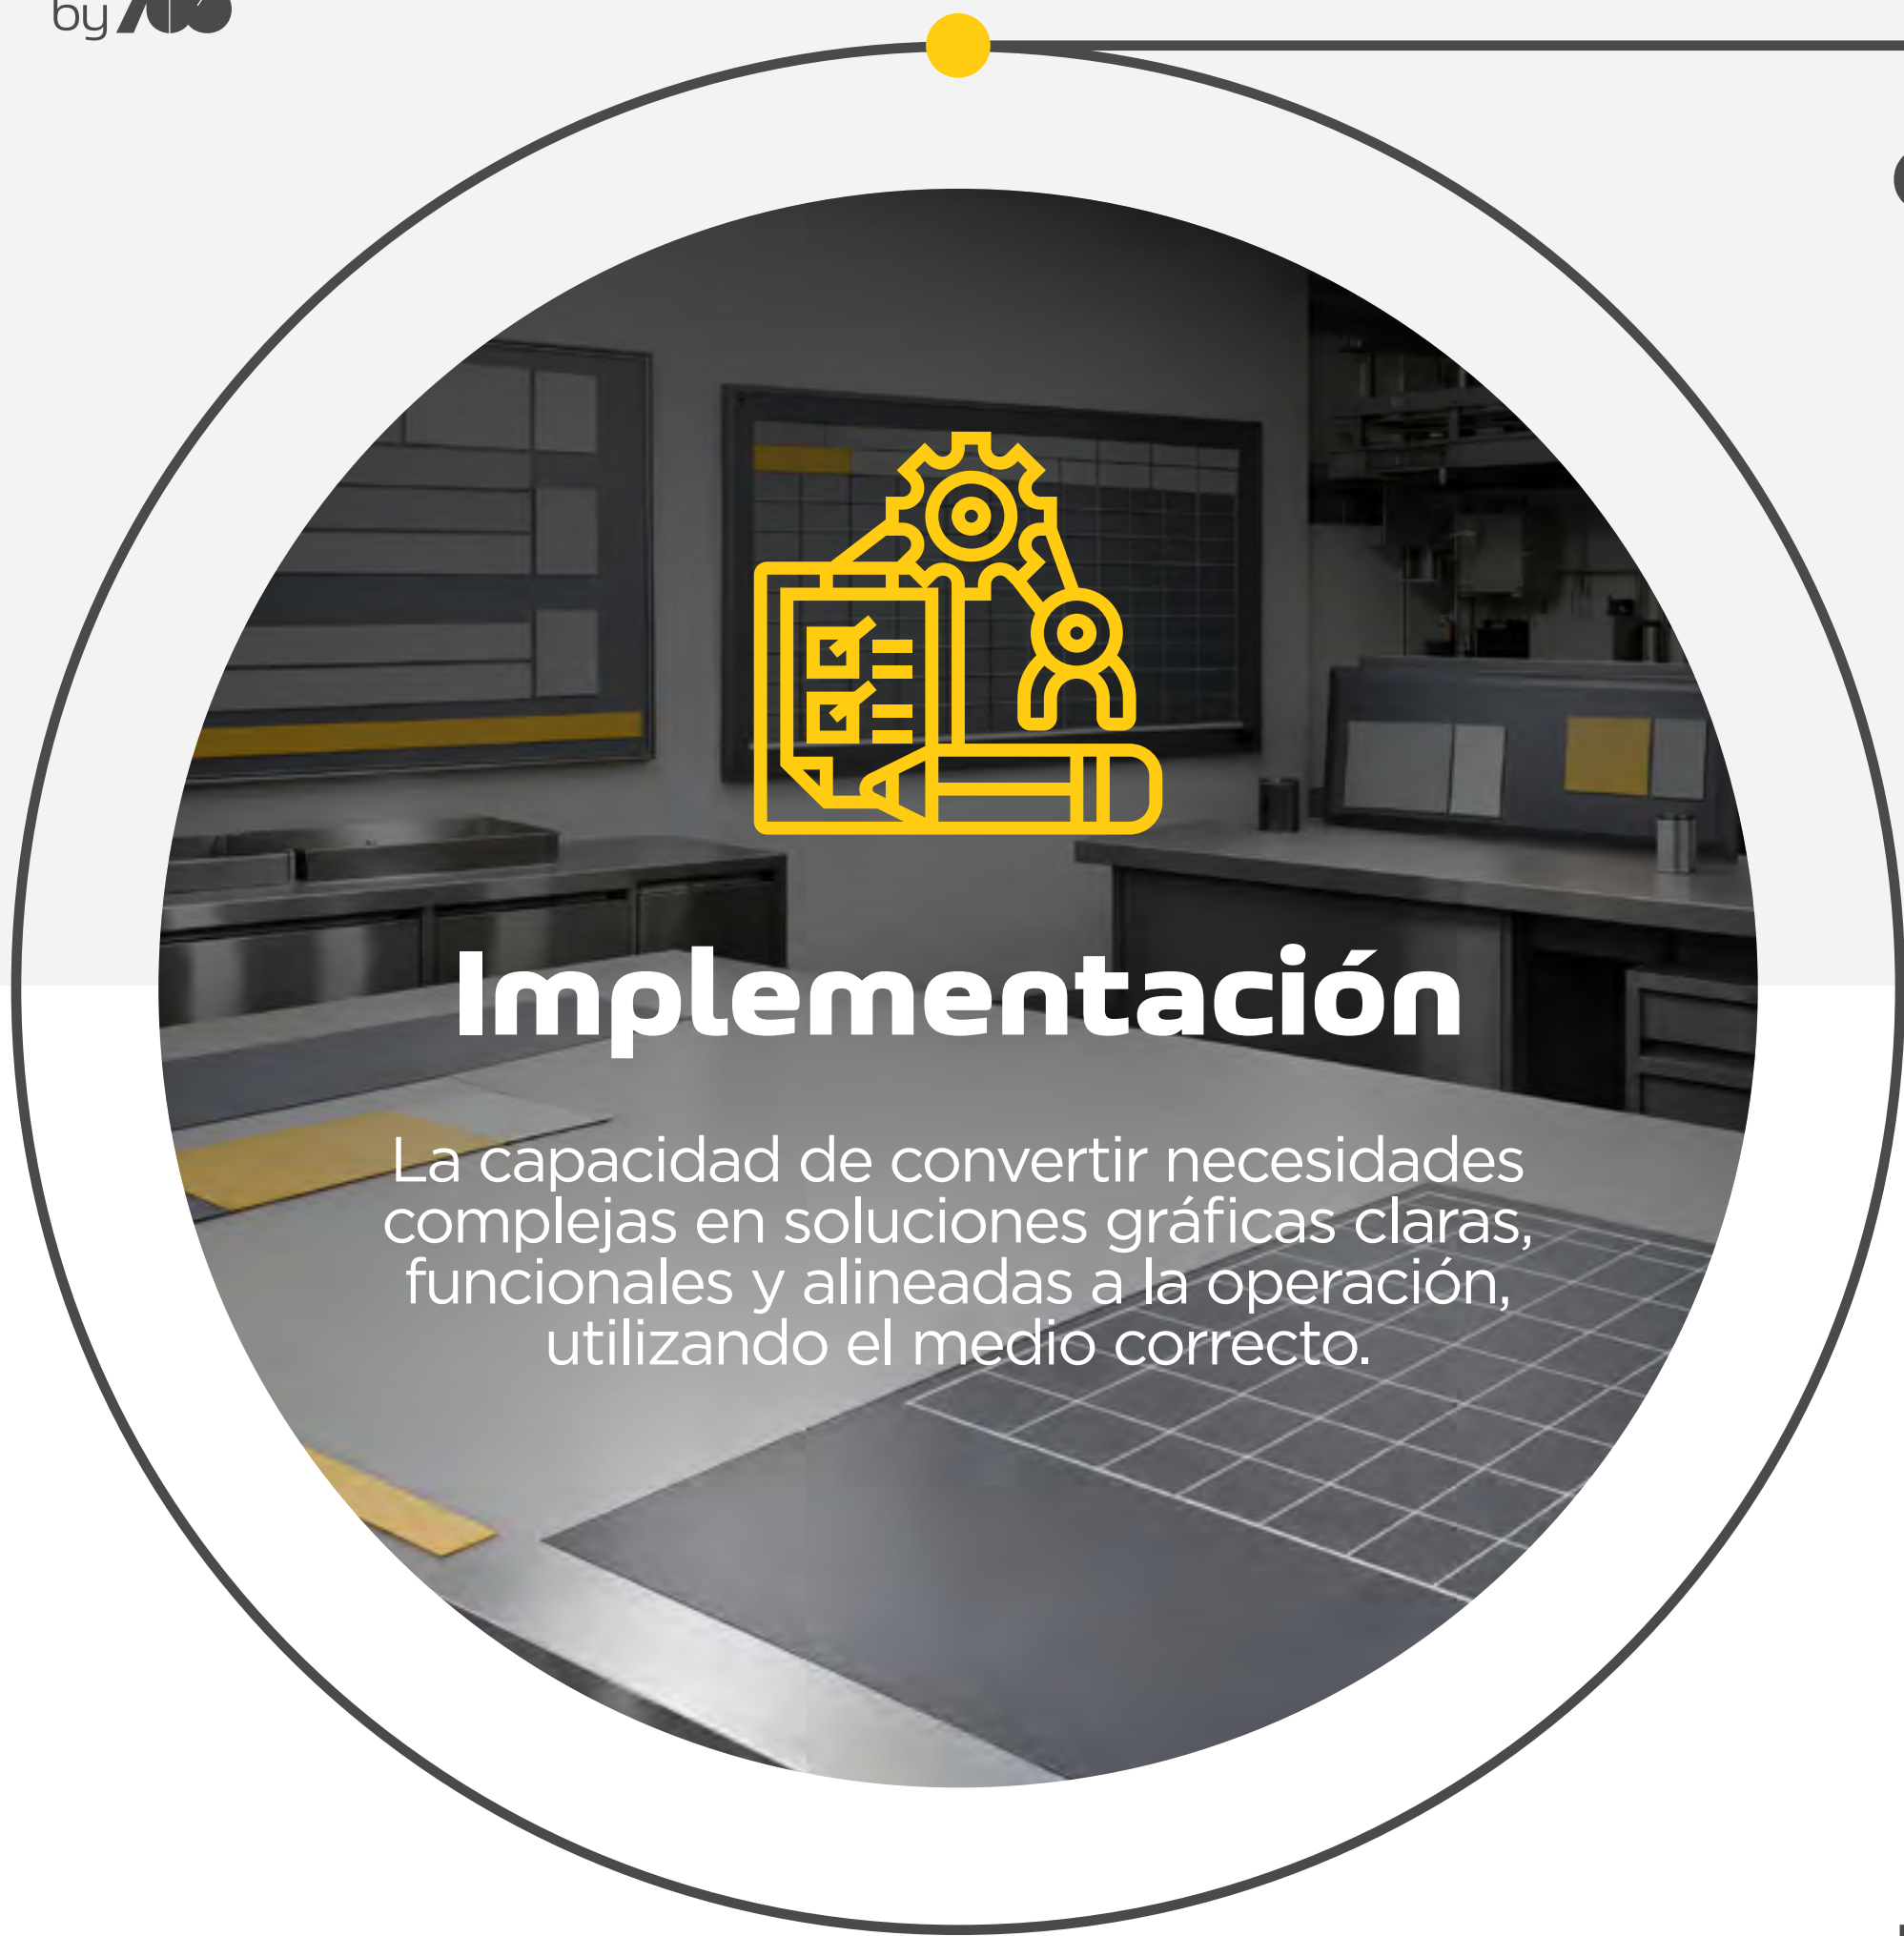 by
Implementación
La capacidad de convertir necesidades
complejas en soluciones gráficas claras,
funcionales y alineadas a la operación,
utilizando el medio correcto.